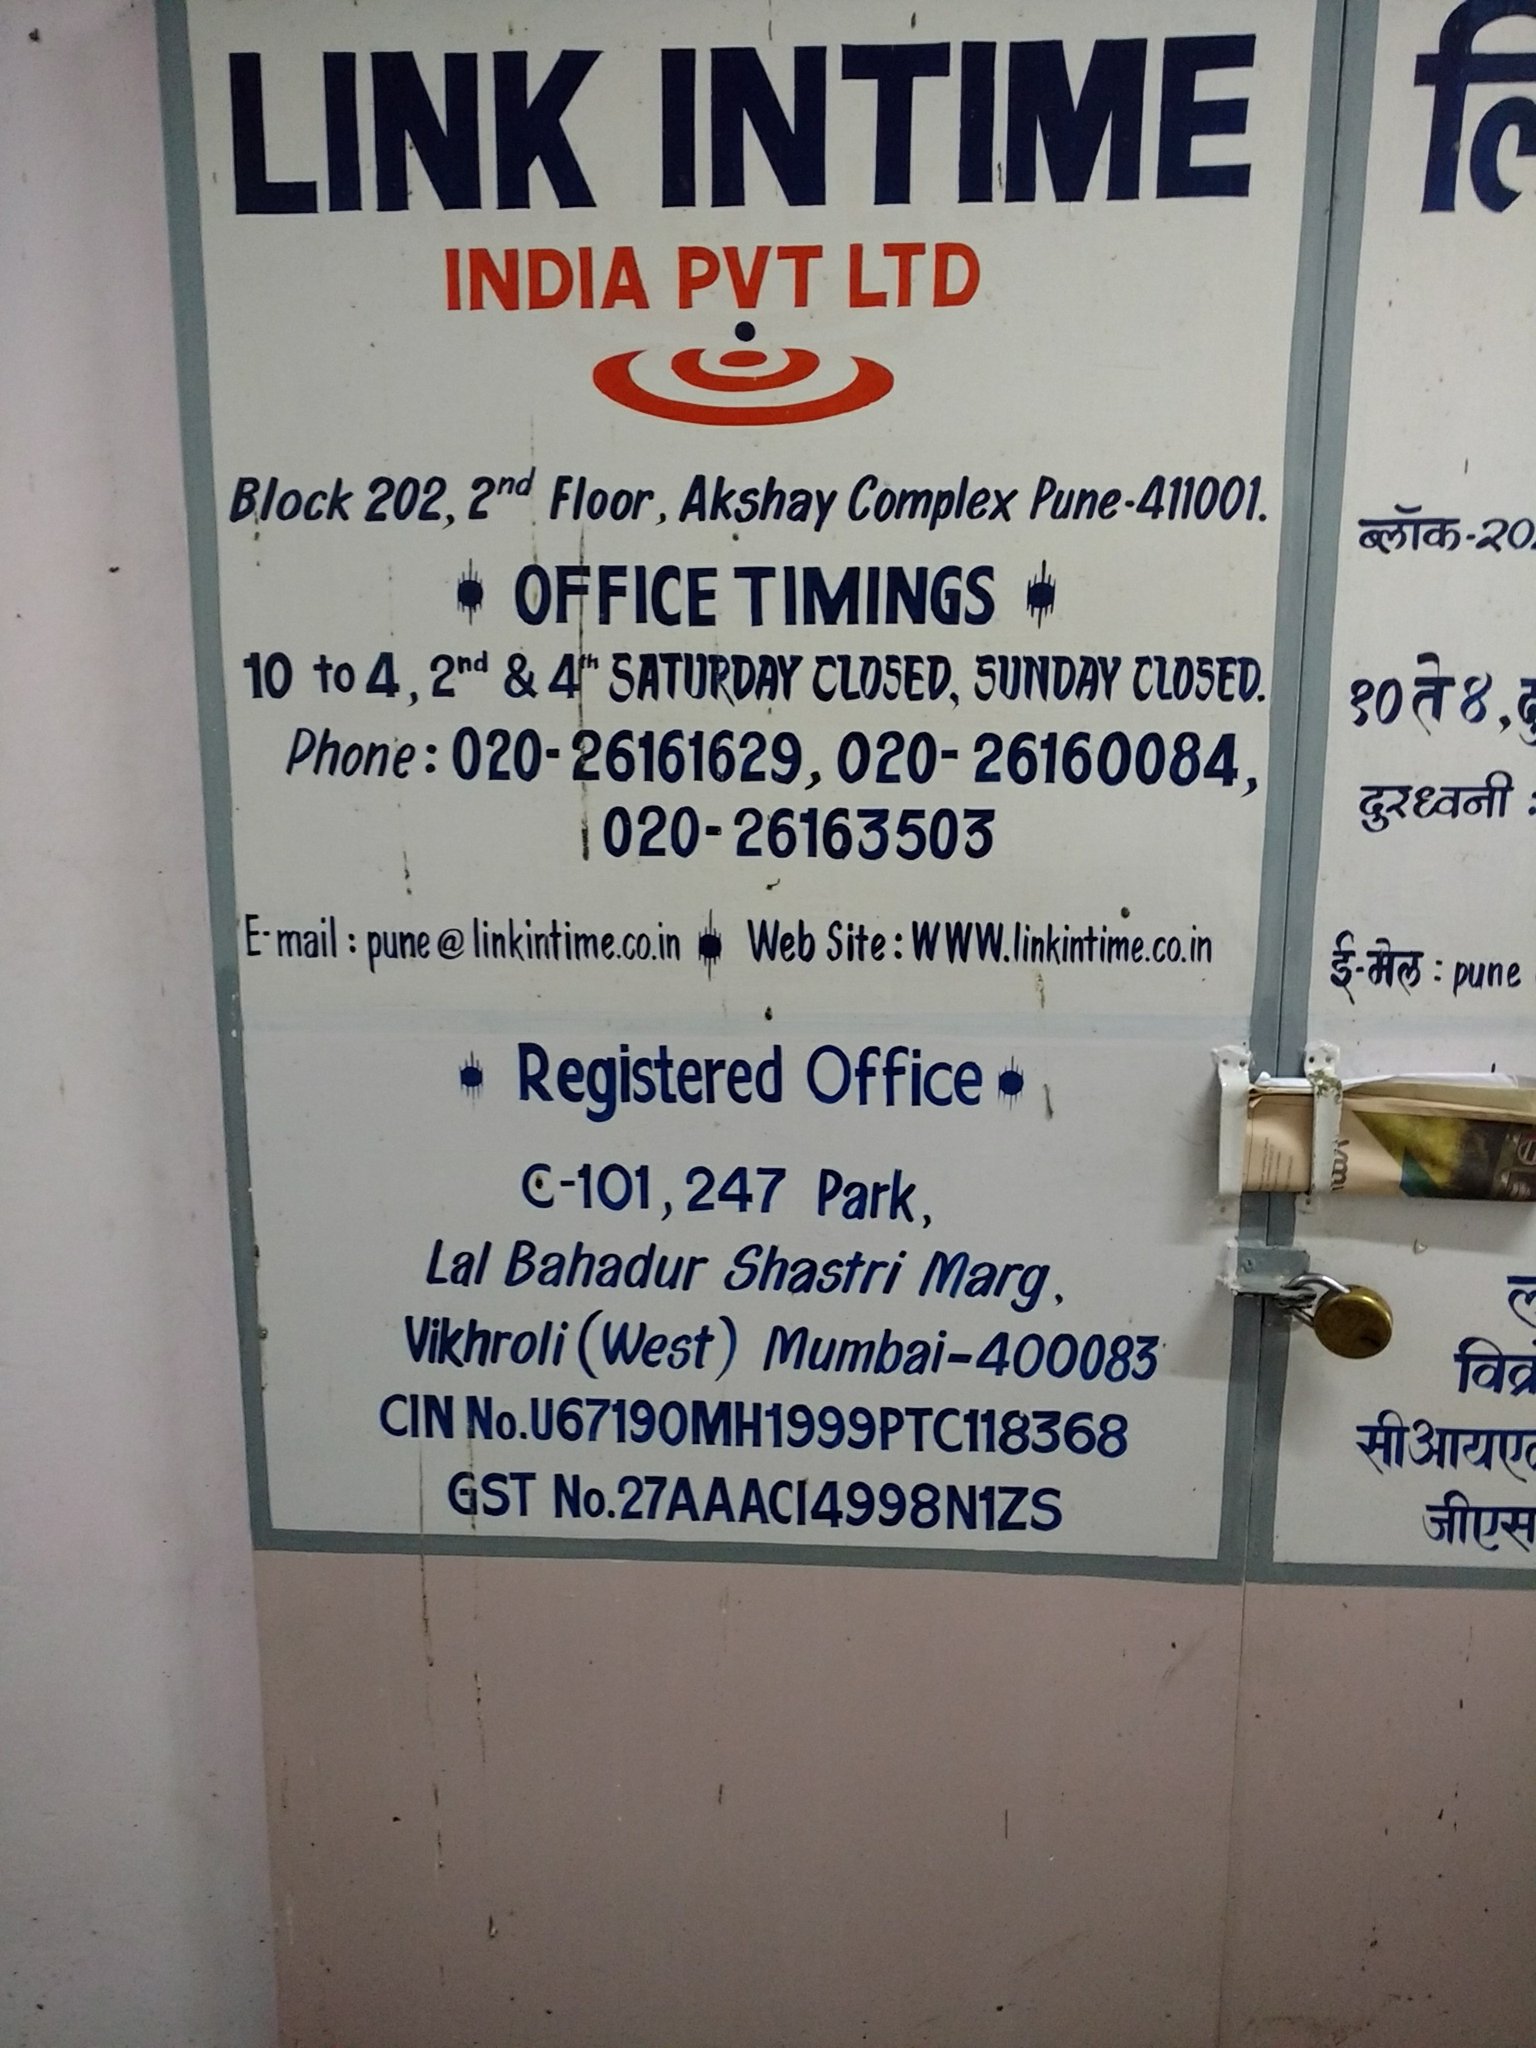 LINK INTIME
INDIA PVT LTD
Block 202, 2nd Floor, Akshay Complex Pune-411001.
OFFICE TIMINGS
10 to 4, 2nd & 4th SATURDAY CLOSED, SUNDAY CLOSED.
Phone: 020-26161629, 020-26160084,
020-26163503
E-mail : pune@linkintime.co.in Web Site : WWW.linkintime.co.in
Registered Office
C-101, 247 Park,
Lal Bahadur Shastri Marg,
Vikhroli (West) Mumbai-400083
CIN No.U67190MH1999PTC118368
GST No.27AAACI4998N1ZS
लि
ब्लॉक-२०
१० ते ४,
दुरध्वनी :
ई-मेल : pune